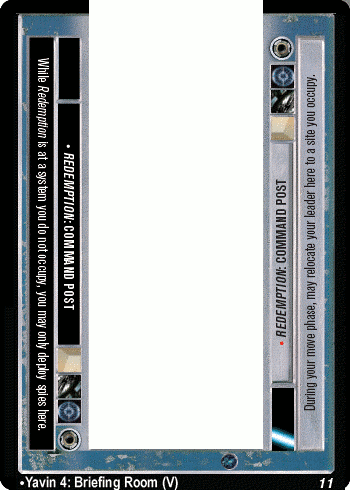 While Redemption is at a system you do not occupy, you may only deploy spies here.
• REDEMPTION: COMMAND POST
• REDEMPTION: COMMAND POST
During your move phase, may relocate your leader here to a site you occupy.
•Yavin 4: Briefing Room (V)
11